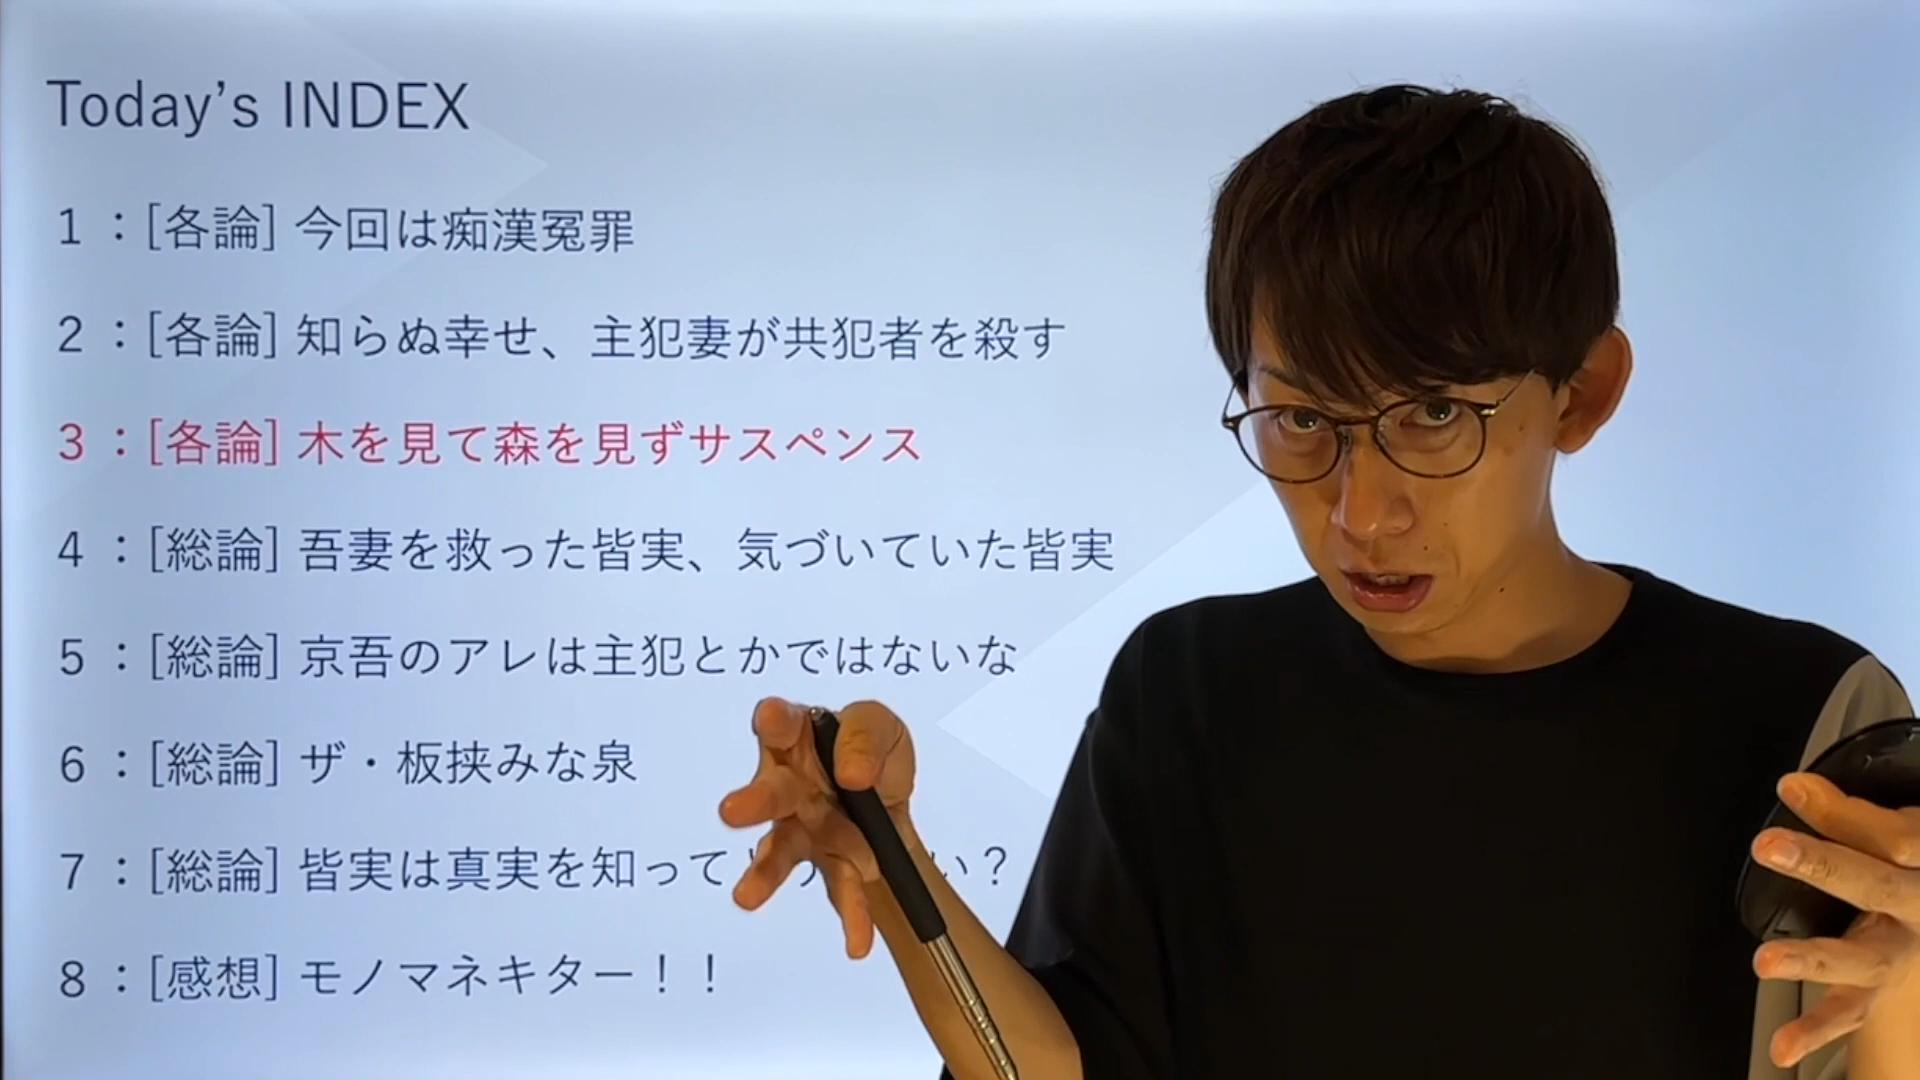 Today's INDEX
1 : [各論] 今回は痴漢冤罪
2 : [各論] 知らぬ幸せ、主犯妻が共犯者を殺す
3 : [各論] 木を見て森を見ずサスペンス
4 : [総論] 吾妻を救った皆実、気づいていた皆実
5 : [総論] 京吾のアレは主犯とかではないな
6 : [総論] ザ・板挟みな泉
7 : [総論] 皆実は真実を知って い？
8 : [感想] モノマネキター！！